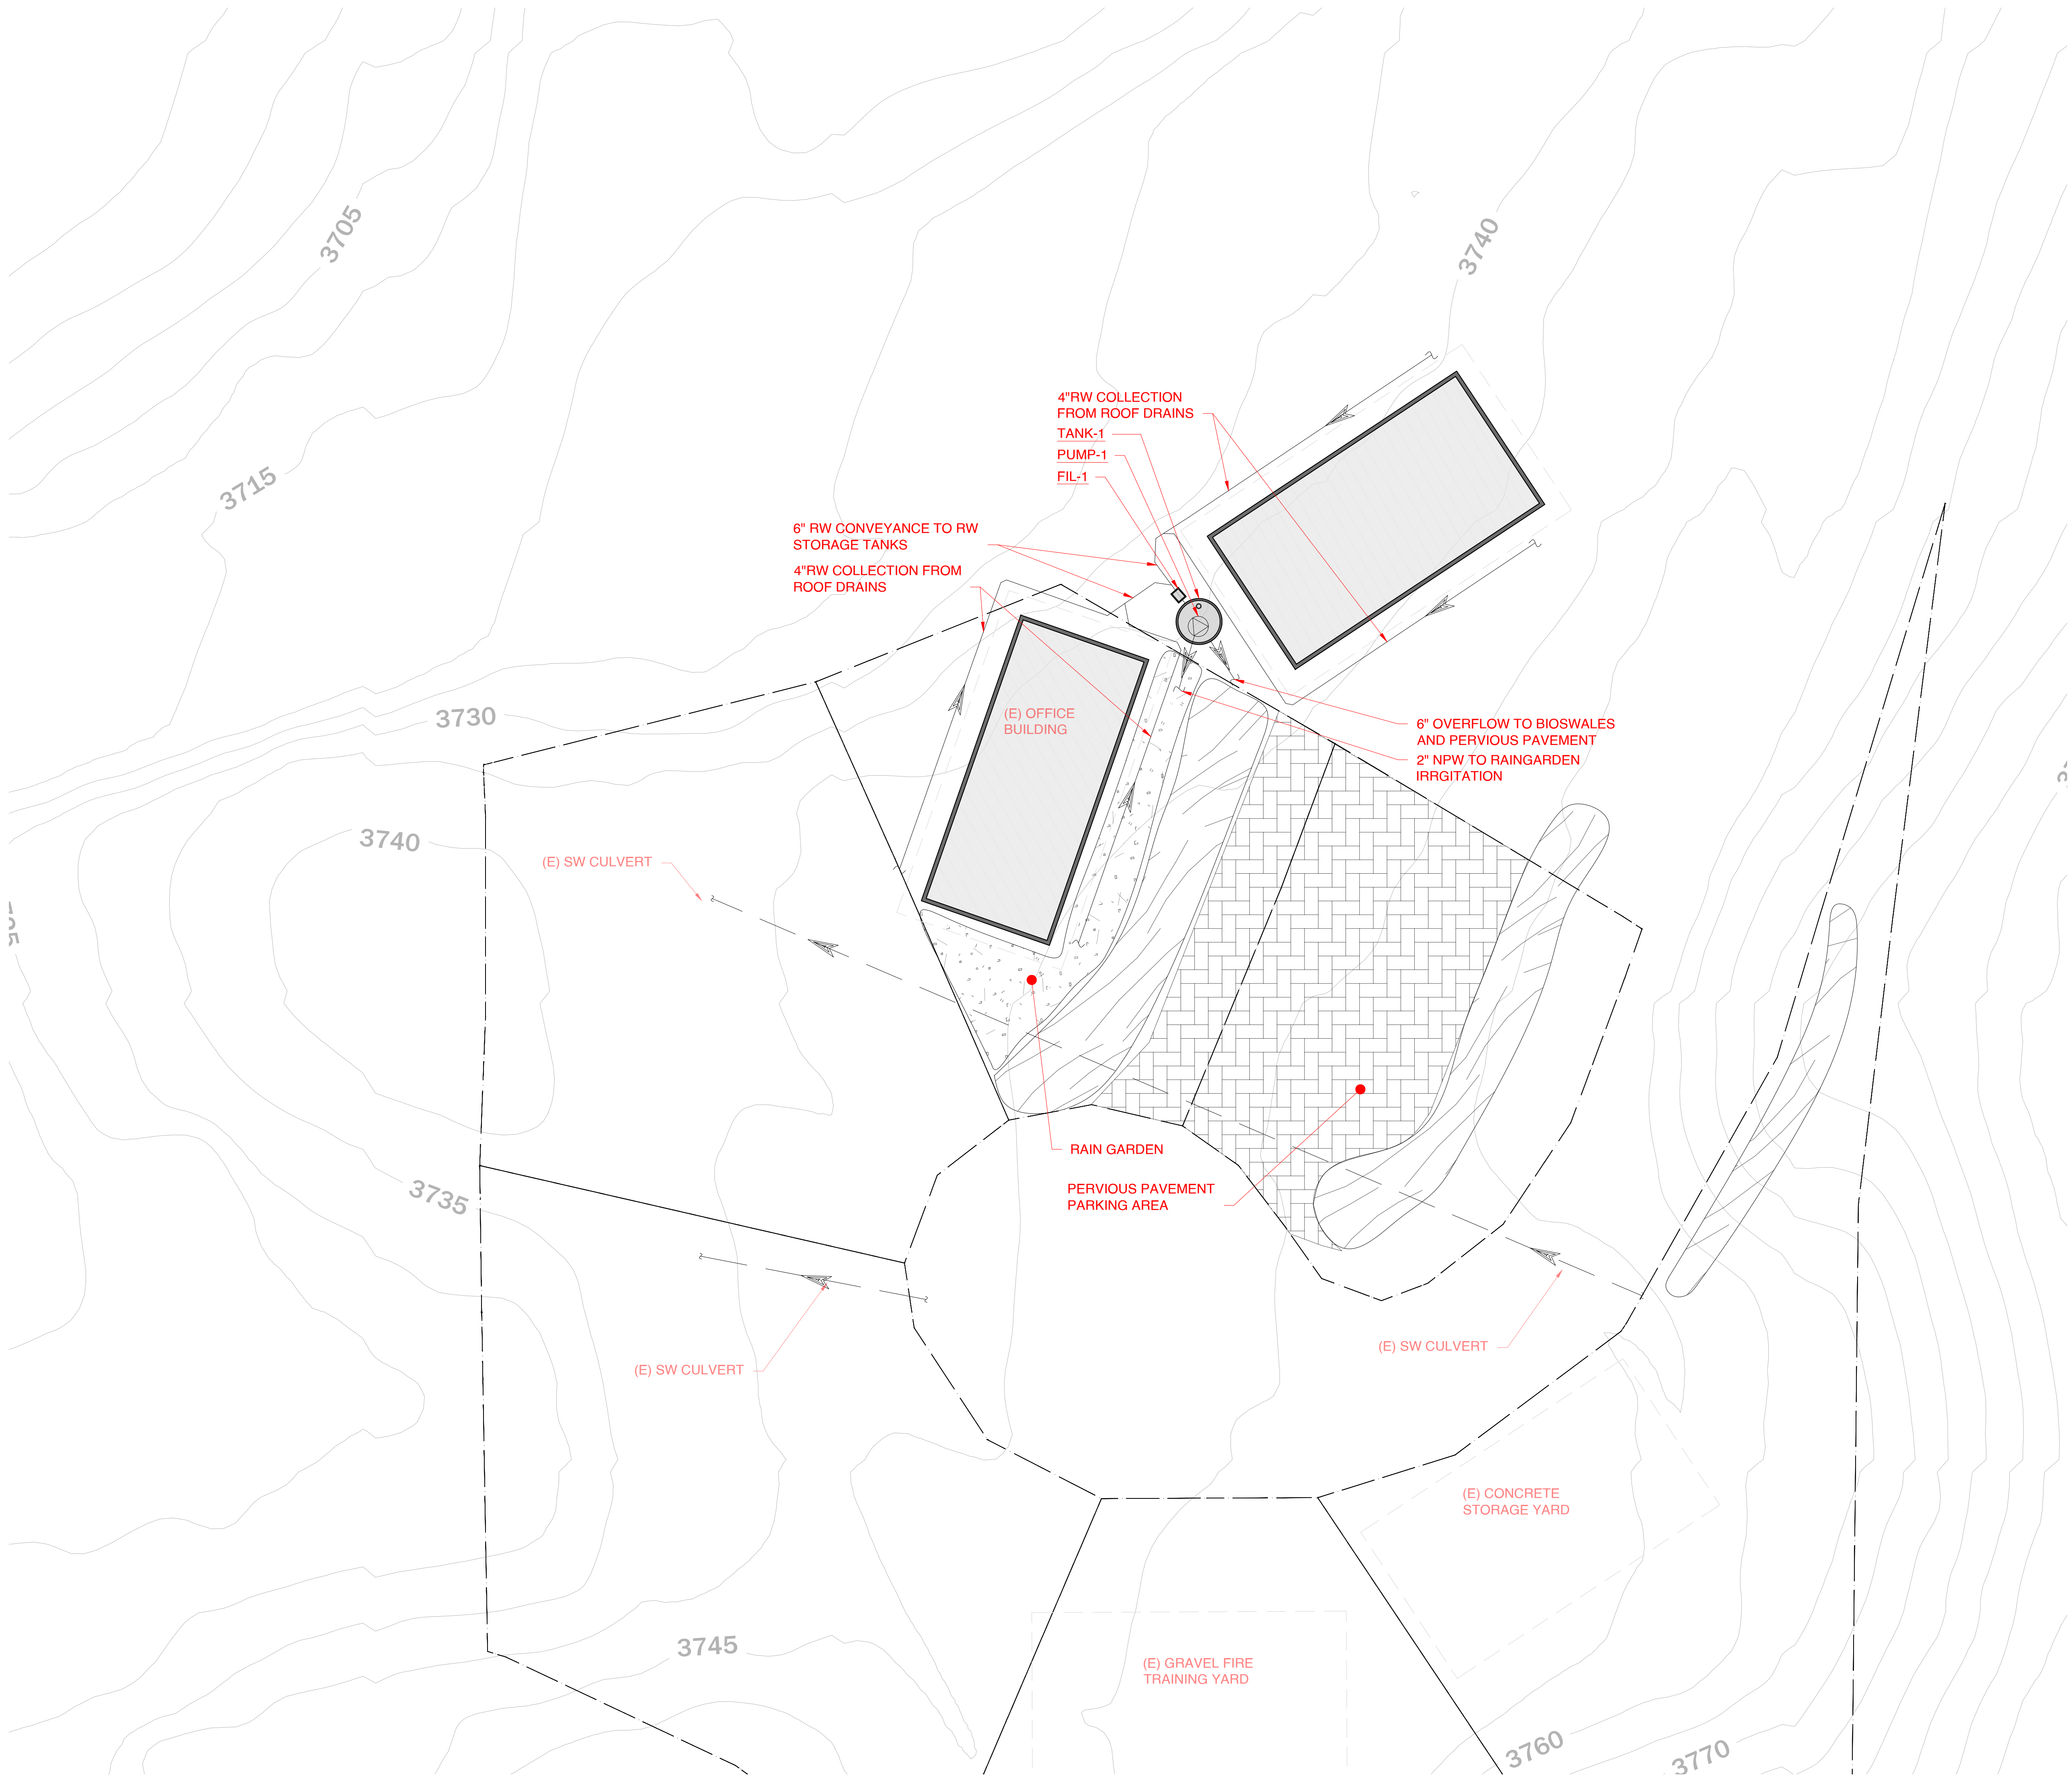 3705
3740
4"RW COLLECTION
FROM ROOF DRAINS
TANK-1
PUMP-1
FIL-1
3715
6" RW CONVEYANCE TO RW
STORAGE TANKS
4"RW COLLECTION FROM
ROOF DRAINS
3730
(E) OFFICE
BUILDING
6" OVERFLOW TO BIOSWALES
AND PERVIOUS PAVEMENT
2" NPW TO RAINGARDEN
IRRGITATION
3740
(E) SW CULVERT
RAIN GARDEN
3735
PERVIOUS PAVEMENT
PARKING AREA
(E) SW CULVERT
(E) SW CULVERT
(E) CONCRETE
STORAGE YARD
3745
(E) GRAVEL FIRE
TRAINING YARD
3760
3770